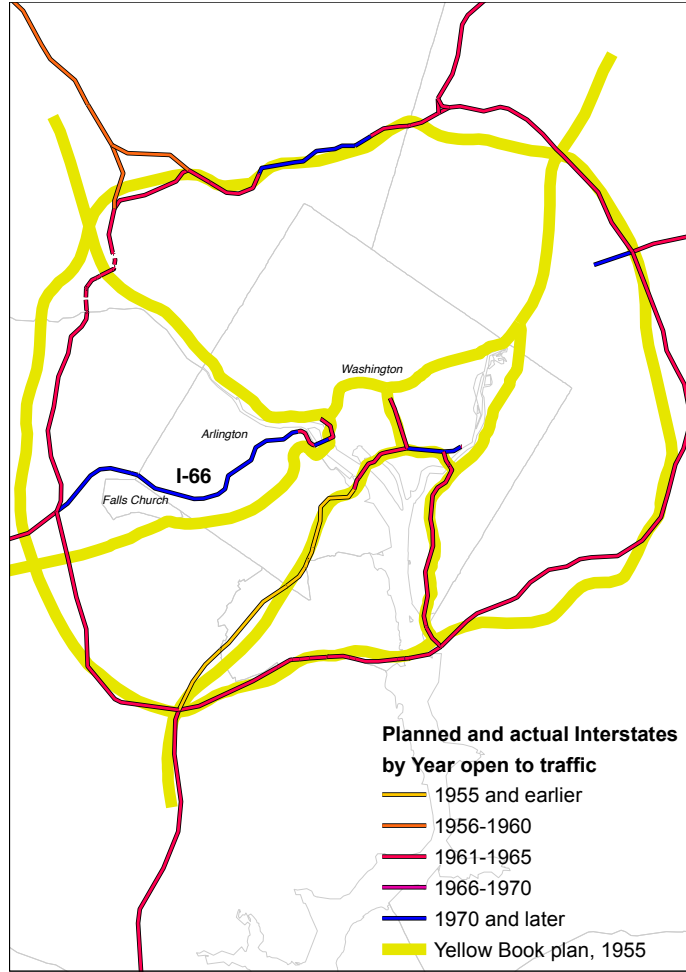 Washington
Arlington
I-66
Falls Church
Planned and actual Interstates
by Year open to traffic
1955 and earlier
1956-1960
1961-1965
1966-1970
1970 and later
Yellow Book plan, 1955